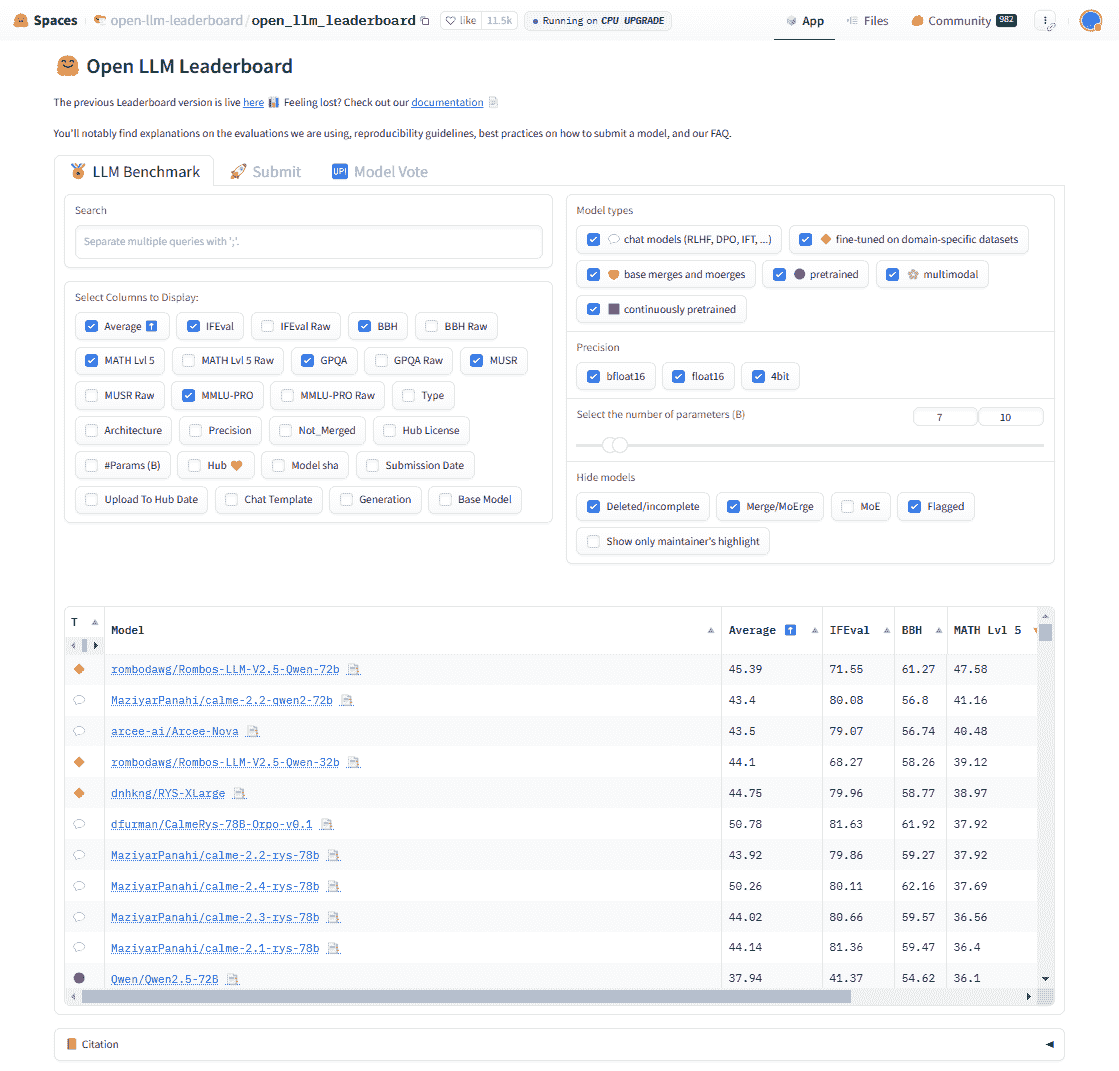 Spaces open-llm-leaderboard/open_llm_leaderboard like 11.5k Running on CPU UPGRADE App Files Community 982
Open LLM Leaderboard
The previous Leaderboard version is live here Feeling lost? Check out our documentation
You'll notably find explanations on the evaluations we are using, reproducibility guidelines, best practices on how to submit a model, and our FAQ.
LLM Benchmark Submit UP! Model Vote
Search
Separate multiple queries with ';'.
Select Columns to Display:
Average IFEval IFEval Raw BBH BBH Raw
MATH Lvl 5 MATH Lvl 5 Raw GPQA GPQA Raw MUSR
MUSR Raw MMLU-PRO MMLU-PRO Raw Type
Architecture Precision Not_Merged Hub License
#Params (B) Hub Model sha Submission Date
Upload To Hub Date Chat Template Generation Base Model
Model types
chat models (RLHF, DPO, IFT, ...) fine-tuned on domain-specific datasets
base merges and moerges pretrained multimodal
continuously pretrained
Precision
bfloat16 float16 4bit
Select the number of parameters (B) 7 10
Hide models
Deleted/incomplete Merge/MoErge MoE Flagged
Show only maintainer's highlight
T Model Average IFEval BBH MATH Lvl 5
rombodawg/Rombos-LLM-V2.5-Qwen-72b 45.39 71.55 61.27 47.58
MaziyarPanahi/calme-2.2-qwen2-72b 43.4 80.08 56.8 41.16
arcee-ai/Arcee-Nova 43.5 79.07 56.74 40.48
rombodawg/Rombos-LLM-V2.5-Qwen-32b 44.1 68.27 58.26 39.12
dnhkng/RYS-XLarge 44.75 79.96 58.77 38.97
dfurman/CalmeRys-78B-Orpo-v0.1 50.78 81.63 61.92 37.92
MaziyarPanahi/calme-2.2-rys-78b 43.92 79.86 59.27 37.92
MaziyarPanahi/calme-2.4-rys-78b 50.26 80.11 62.16 37.69
MaziyarPanahi/calme-2.3-rys-78b 44.02 80.66 59.57 36.56
MaziyarPanahi/calme-2.1-rys-78b 44.14 81.36 59.47 36.4
Qwen/Qwen2.5-72B 37.94 41.37 54.62 36.1
Citation